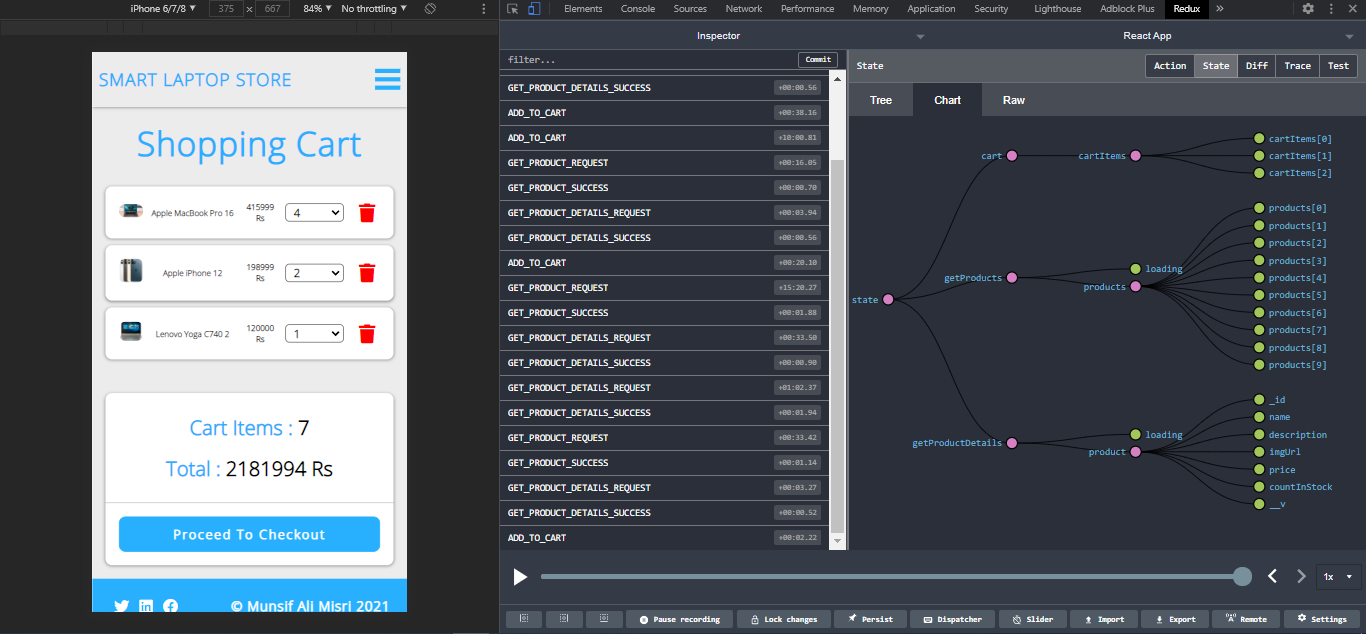 iPhone 6/7/8 ▼ 375 × 667 84% ▼ No throttling ▼
Elements Console Sources Network Performance Memory Application Security Lighthouse Adblock Plus Redux »
SMART LAPTOP STORE
Shopping Cart
Apple MacBook Pro 16 415999 Rs 4
Apple iPhone 12 198999 Rs 2
Lenovo Yoga C740 2 120000 Rs 1
Cart Items : 7
Total : 2181994 Rs
Proceed To Checkout
© Munsif Ali Misri 2021
Inspector
React App
filter... Commit
GET_PRODUCT_DETAILS_SUCCESS +00:00.56
ADD_TO_CART +00:38.16
ADD_TO_CART +10:00.81
GET_PRODUCT_REQUEST +00:16.05
GET_PRODUCT_SUCCESS +00:00.70
GET_PRODUCT_DETAILS_REQUEST +00:03.94
GET_PRODUCT_DETAILS_SUCCESS +00:00.56
ADD_TO_CART +00:20.10
GET_PRODUCT_REQUEST +15:20.27
GET_PRODUCT_SUCCESS +00:01.88
GET_PRODUCT_DETAILS_REQUEST +00:33.50
GET_PRODUCT_DETAILS_SUCCESS +00:00.90
GET_PRODUCT_DETAILS_REQUEST +01:02.37
GET_PRODUCT_DETAILS_SUCCESS +00:01.94
GET_PRODUCT_REQUEST +00:33.42
GET_PRODUCT_SUCCESS +00:01.14
GET_PRODUCT_DETAILS_REQUEST +00:03.27
GET_PRODUCT_DETAILS_SUCCESS +00:00.52
ADD_TO_CART +00:02.22
State Action State Diff Trace Test
Tree Chart Raw
state
cart
cartItems
cartItems[0]
cartItems[1]
cartItems[2]
getProducts
loading
products
products[0]
products[1]
products[2]
products[3]
products[4]
products[5]
products[6]
products[7]
products[8]
products[9]
getProductDetails
loading
product
_id
name
description
imgUrl
price
countInStock
__v
1x
Pause recording Lock changes Persist Dispatcher Slider Import Export Remote Settings